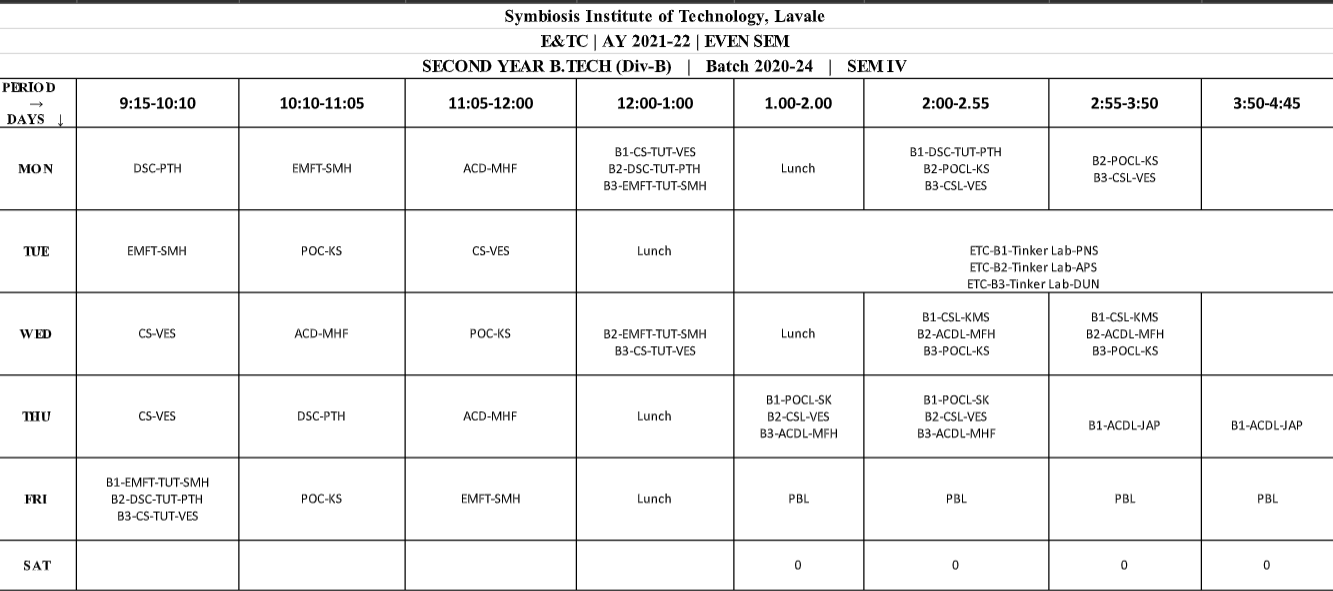 Symbiosis Institute of Technology, Lavale
E&TC | AY 2021-22 | EVEN SEM
SECOND YEAR B.TECH (Div-B) | Batch 2020-24 | SEM IV
PERIOD → DAYS ↓ 9:15-10:10 10:10-11:05 11:05-12:00 12:00-1:00 1.00-2.00 2:00-2.55 2:55-3:50 3:50-4:45
MON
DSC-PTH
EMFT-SMH
ACD-MHF
B1-CS-TUT-VES
B2-DSC-TUT-PTH
B3-EMFT-TUT-SMH
Lunch
B1-DSC-TUT-PTH
B2-POCL-KS
B3-CSL-VES
B2-POCL-KS
B3-CSL-VES
TUE
EMFT-SMH
POC-KS
CS-VES
Lunch
ETC-B1-Tinker Lab-PNS
ETC-B2-Tinker Lab-APS
ETC-B3-Tinker Lab-DUN
WED
CS-VES
ACD-MHF
POC-KS
B2-EMFT-TUT-SMH
B3-CS-TUT-VES
Lunch
B1-CSL-KMS
B2-ACDL-MFH
B3-POCL-KS
B1-CSL-KMS
B2-ACDL-MFH
B3-POCL-KS
THU
CS-VES
DSC-PTH
ACD-MHF
Lunch
B1-POCL-SK
B2-CSL-VES
B3-ACDL-MFH
B1-POCL-SK
B2-CSL-VES
B3-ACDL-MHF
B1-ACDL-JAP
B1-ACDL-JAP
FRI
B1-EMFT-TUT-SMH
B2-DSC-TUT-PTH
B3-CS-TUT-VES
POC-KS
EMFT-SMH
Lunch
PBL
PBL
PBL
PBL
SAT
0
0
0
0